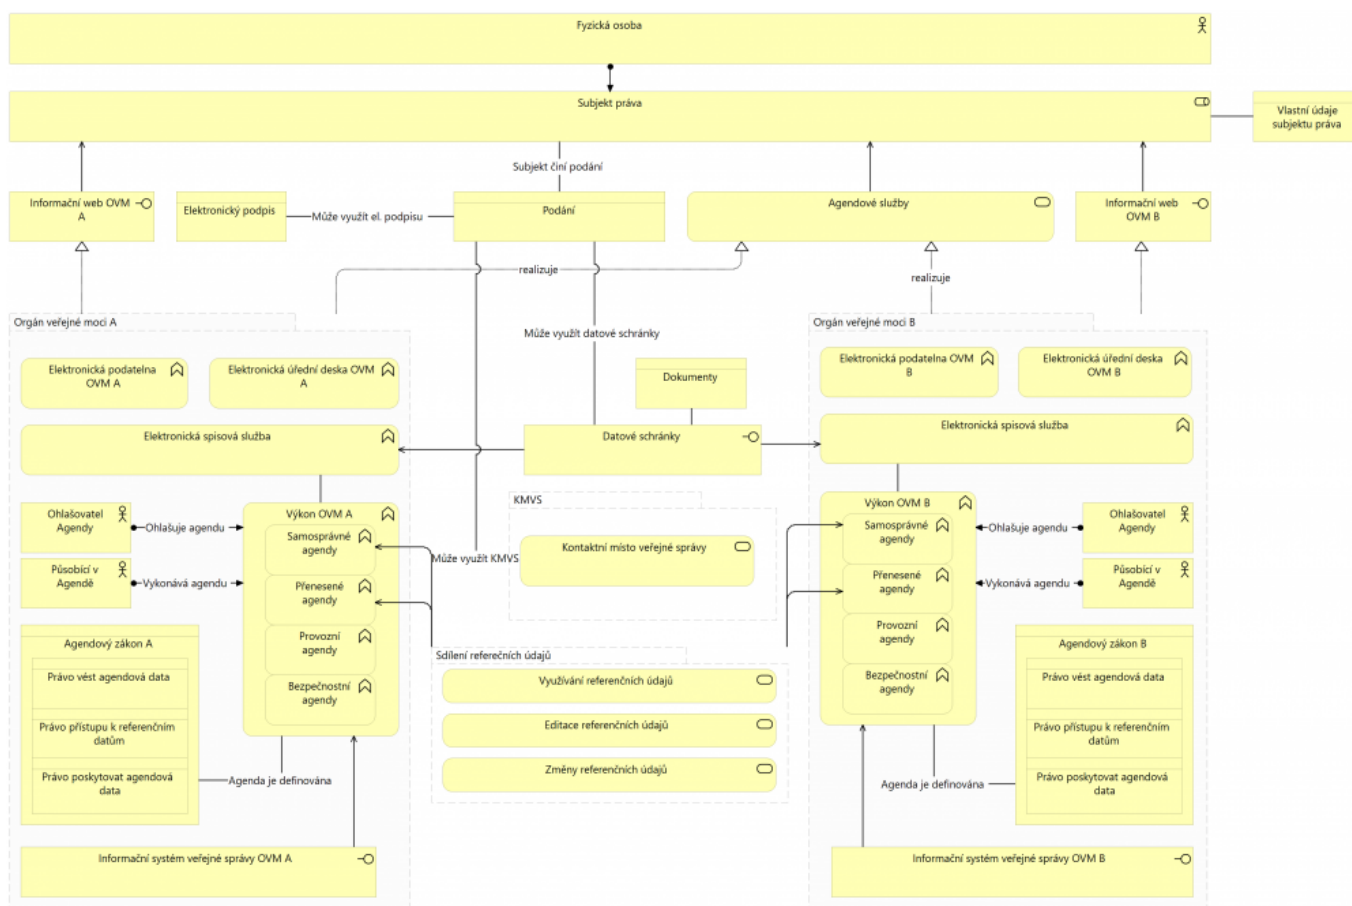 Fyzická osoba
Subjekt práva
Vlastní údaje
subjektu práva
Subjekt činí podání
Informační web OVM
A
Elektronický podpis
Může využít el. podpisu
Podání
Agendové služby
Informační web
OVM B
realizuje
realizuje
Orgán veřejné moci A
Může využít datové schránky
Orgán veřejné moci B
Elektronická podatelna
OVM A
Elektronická úřední deska OVM
A
Dokumenty
Elektronická podatelna OVM
B
Elektronická úřední deska
OVM B
Elektronická spisová služba
Datové schránky
Elektronická spisová služba
KMVS
Ohlašovatel
Agendy
Ohlašuje agendu
Výkon OVM A
Samosprávné
agendy
Kontaktní místo veřejné správy
Výkon OVM B
Samosprávné
agendy
Ohlašuje agendu
Ohlašovatel
Agendy
Může využít KMVS
Působící v
Agendě
Vykonává agendu
Přenesené
agendy
Přenesené
agendy
Vykonává agendu
Působící v
Agendě
Provozní
agendy
Provozní
agendy
Bezpečnostní
agendy
Bezpečnostní
agendy
Agendový zákon A
Právo vést agendová data
Právo přístupu k referenčním
datům
Právo poskytovat agendová
data
Agenda je definována
Sdílení referečních údajů
Využívání referenčních údajů
Editace referenčních údajů
Změny referenčních údajů
Agendový zákon B
Právo vést agendová data
Právo přístupu k referenčním
datům
Právo poskytovat agendová
data
Agenda je definována
Informační systém veřejné správy OVM A
Informační systém veřejné správy OVM B